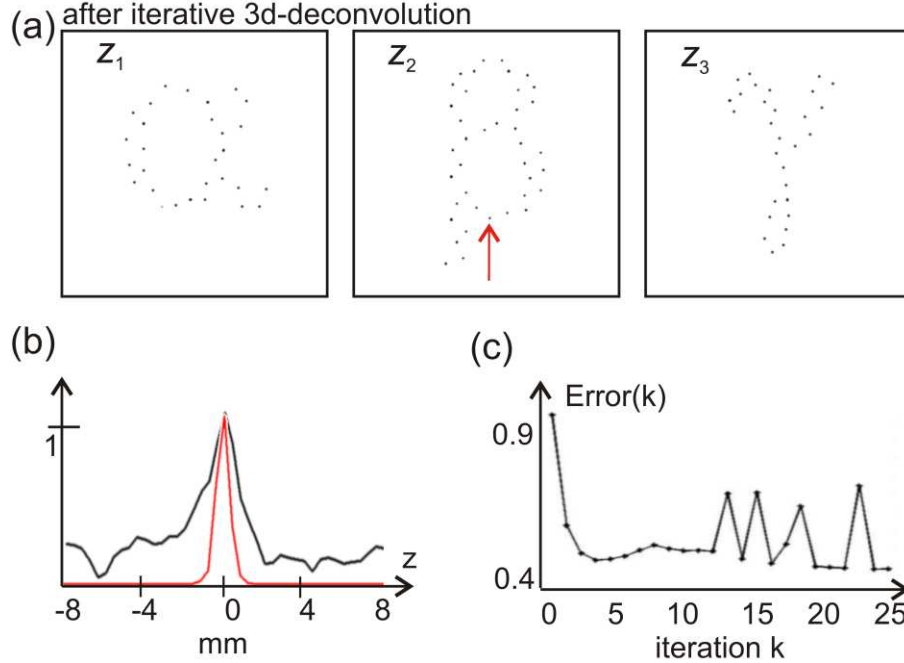 after iterative 3d-deconvolution
(a)
z1
z2
z3
(b)
1
z
-8 -4 0 4 8
mm
(c)
Error(k)
0.9
0.4
0 5 10 15 20 25
iteration k